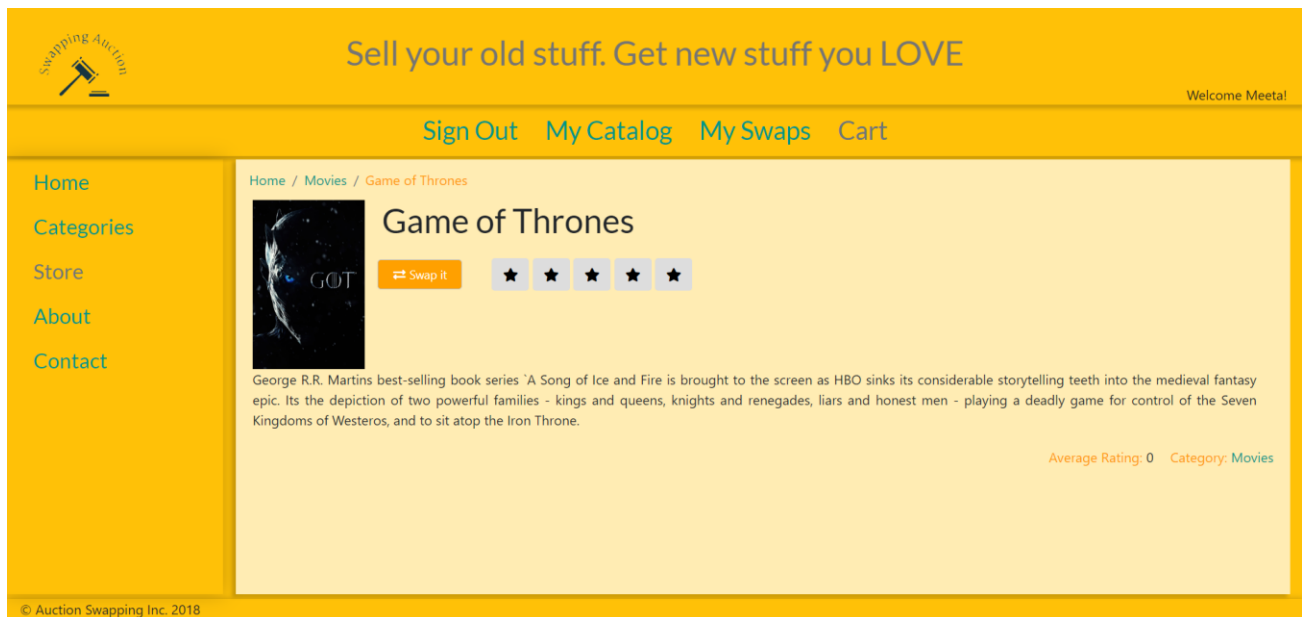 Swapping Auction
Sell your old stuff. Get new stuff you LOVE
Welcome Meeta!
Sign Out My Catalog My Swaps Cart
Home
Categories
Store
About
Contact
Home / Movies / Game of Thrones
GOT
Game of Thrones
Swap it
George R.R. Martins best-selling book series `A Song of Ice and Fire is brought to the screen as HBO sinks its considerable storytelling teeth into the medieval fantasy
epic. Its the depiction of two powerful families - kings and queens, knights and renegades, liars and honest men - playing a deadly game for control of the Seven
Kingdoms of Westeros, and to sit atop the Iron Throne.
Average Rating: 0 Category: Movies
© Auction Swapping Inc. 2018